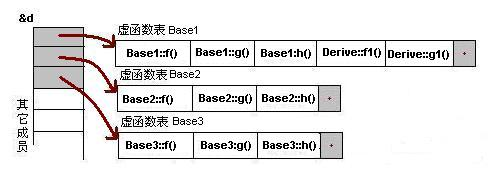 &d
虚函数表 Base1
Base1::f() Base1::g() Base1::h() Derive::f1() Derive::g1()
虚函数表 Base2
Base2::f() Base2::g() Base2::h()
虚函数表 Base3
Base3::f() Base3:g() Base3::h()
其它成员